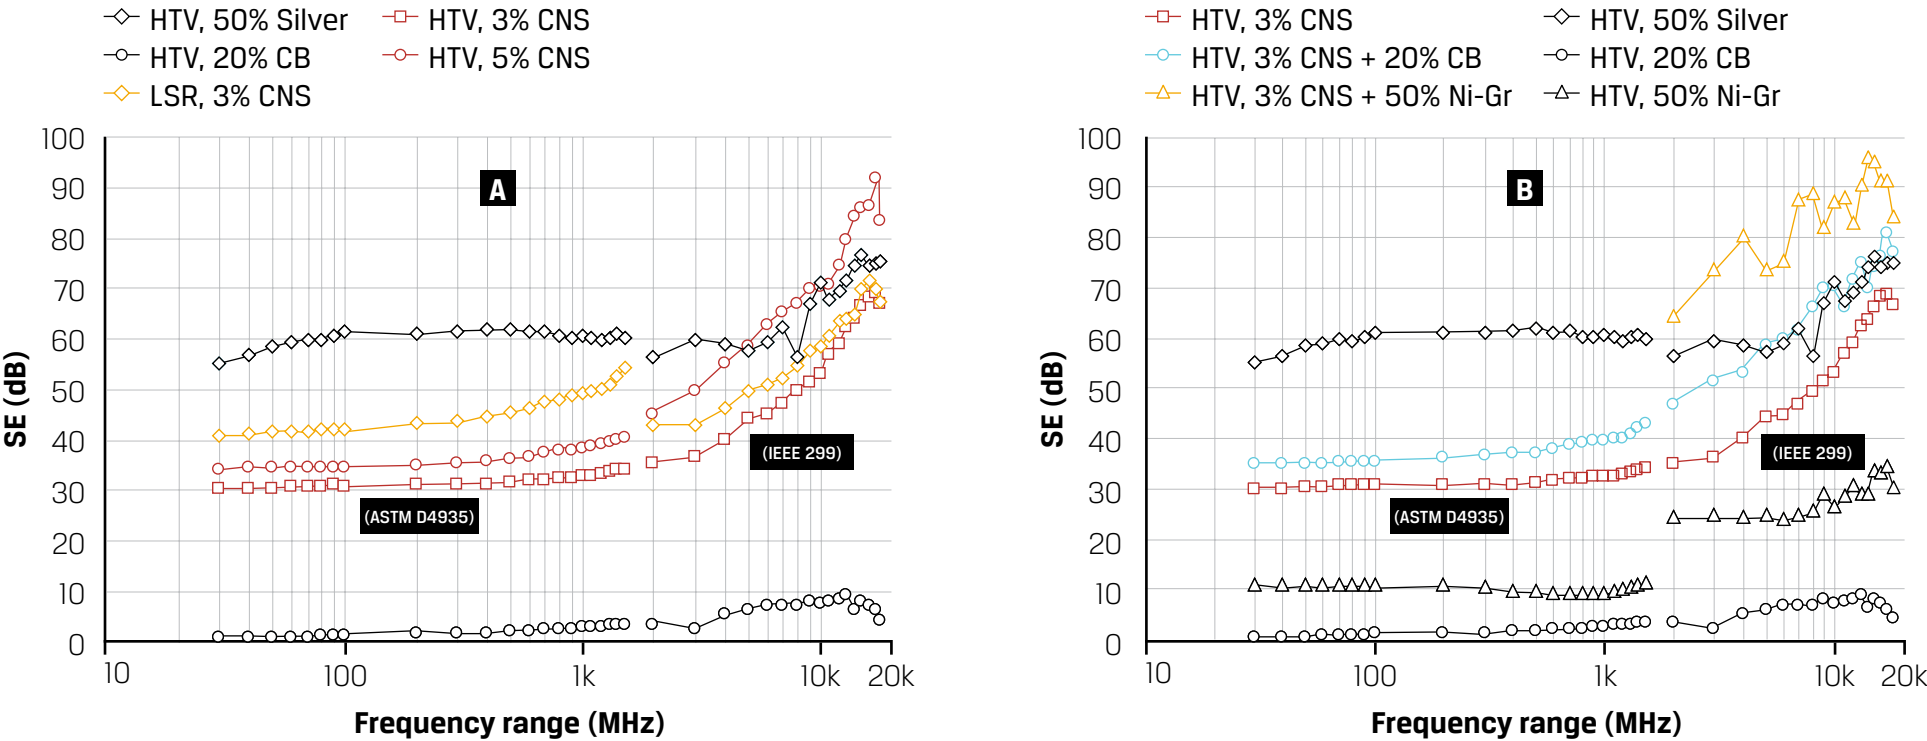 HTV, 50% Silver
HTV, 3% CNS
HTV, 20% CB
HTV, 5% CNS
LSR, 3% CNS
100
90
80
70
60
50
40
30
20
10
0
SE (dB)
A
(IEEE 299)
(ASTM D4935)
10
100
1k
10k
20k
Frequency range (MHz)
HTV, 3% CNS
HTV, 50% Silver
HTV, 3% CNS + 20% CB
HTV, 20% CB
HTV, 3% CNS + 50% Ni-Gr
HTV, 50% Ni-Gr
100
90
80
70
60
50
40
30
20
10
0
SE (dB)
B
(IEEE 299)
(ASTM D4935)
10
100
1k
10k
20k
Frequency range (MHz)